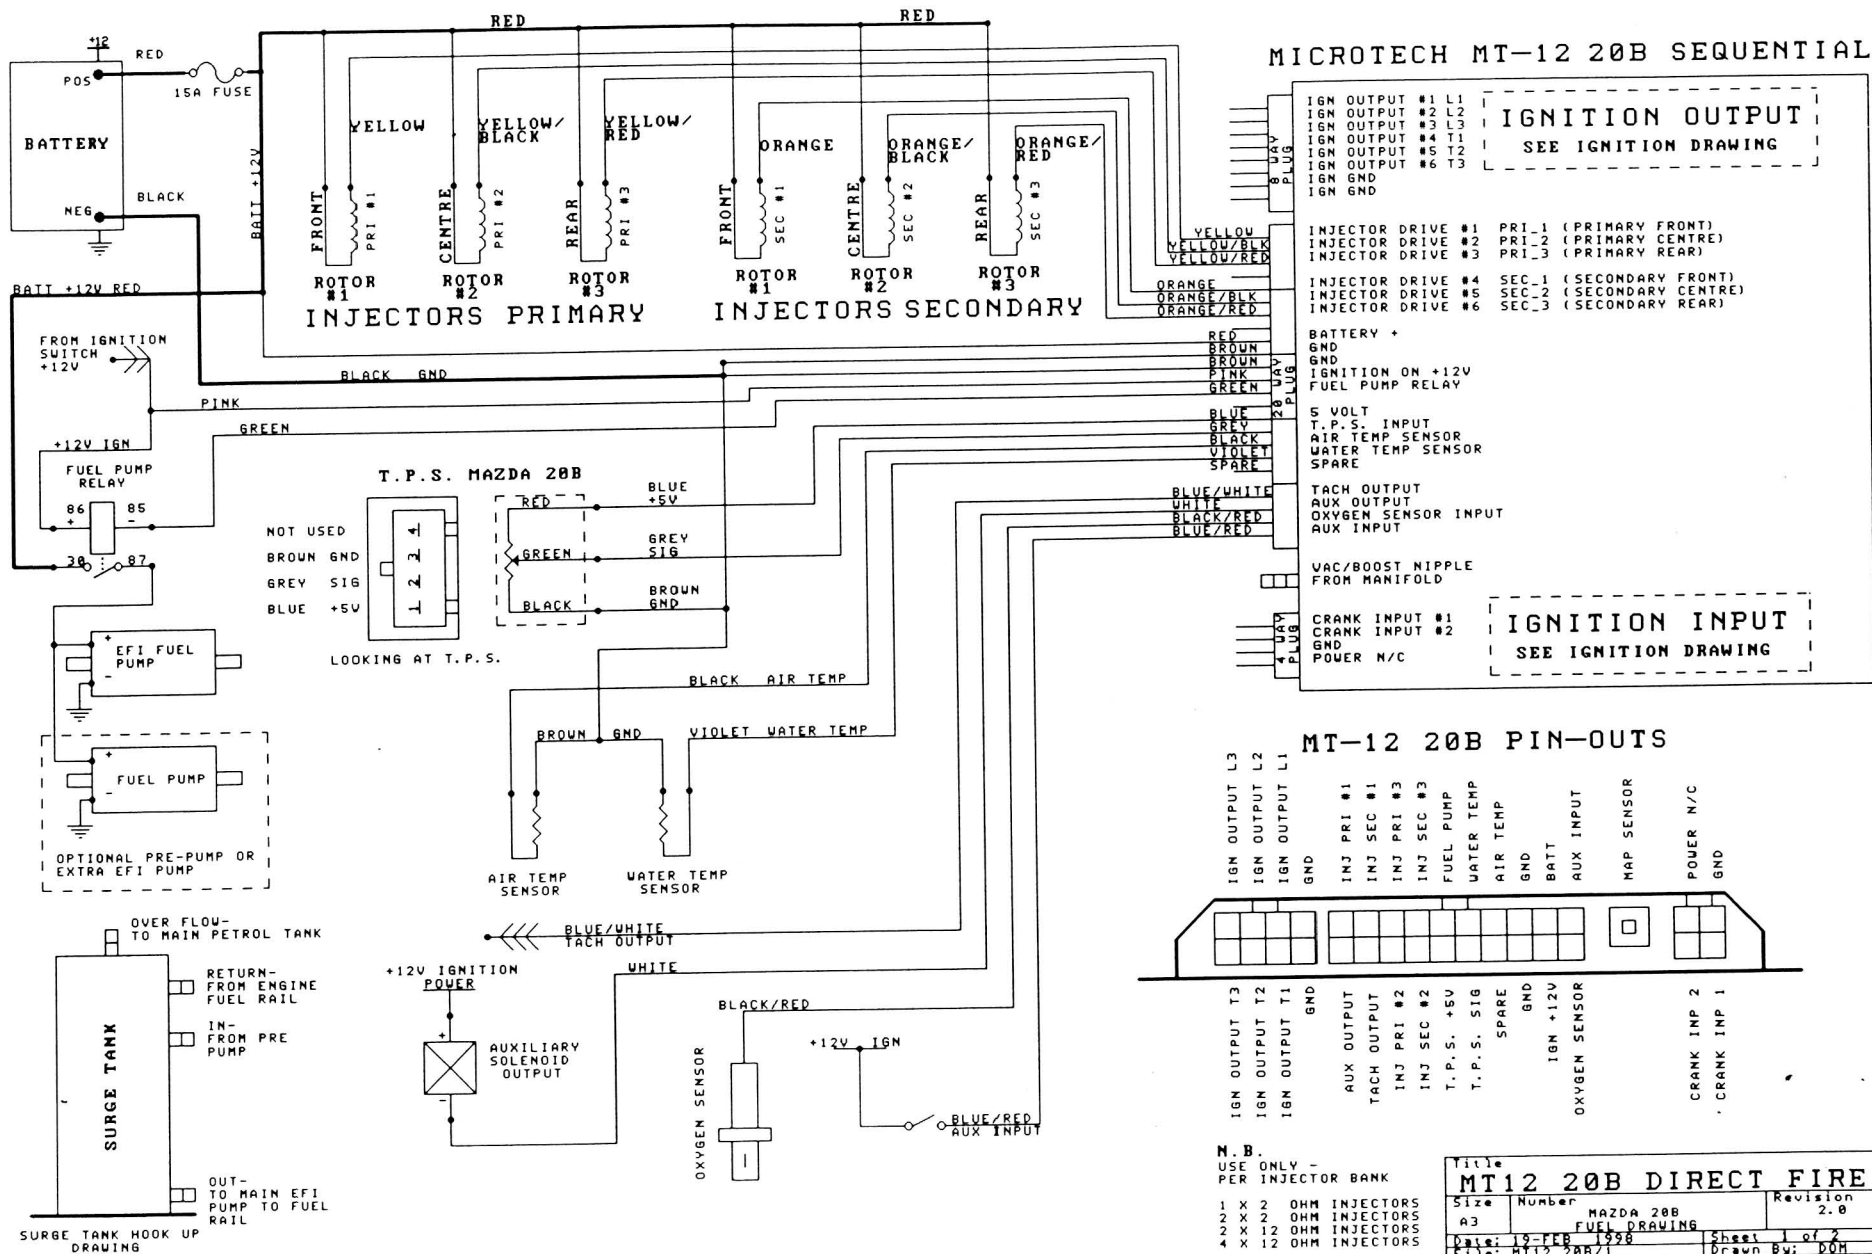 RED
RED
+12
RED
POS
15A FUSE
BATTERY
NEG
BLACK
BATT +12V
YELLOW
YELLOW/
BLACK
YELLOW/
RED
ORANGE
ORANGE/
BLACK
ORANGE/
RED
FRONT
PRI #1
CENTRE
PRI #2
REAR
PRI #3
FRONT
SEC #1
CENTRE
SEC #2
REAR
SEC #3
ROTOR
#1
ROTOR
#2
ROTOR
#3
ROTOR
#1
ROTOR
#2
ROTOR
#3
INJECTORS PRIMARY
INJECTORS SECONDARY
BATT +12V RED
FROM IGNITION
SWITCH
+12V
BLACK GND
PINK
GREEN
+12V IGN
FUEL PUMP
RELAY
86
85
+
-
30
87
T.P.S. MAZDA 20B
NOT USED
BROWN GND
GREY SIG
BLUE +5V
4
3
2
1
RED
GREEN
BLACK
BLUE
+5V
GREY
SIG
BROWN
GND
LOOKING AT T.P.S.
+
EFI FUEL
PUMP
-
+
FUEL PUMP
-
OPTIONAL PRE-PUMP OR
EXTRA EFI PUMP
BLACK AIR TEMP
BROWN GND
VIOLET WATER TEMP
AIR TEMP
SENSOR
WATER TEMP
SENSOR
OVER FLOW-
TO MAIN PETROL TANK
RETURN-
FROM ENGINE
FUEL RAIL
IN-
FROM PRE
PUMP
SURGE TANK
OUT-
TO MAIN EFI
PUMP TO FUEL
RAIL
SURGE TANK HOOK UP
DRAWING
BLUE/WHITE
TACH OUTPUT
+12V IGNITION
POWER
WHITE
+
AUXILIARY
SOLENOID
OUTPUT
-
BLACK/RED
OXYGEN SENSOR
+12V IGN
BLUE/RED
AUX INPUT
MICROTECH MT-12 20B SEQUENTIAL
8 WAY
PLUG
IGN OUTPUT #1 L1
IGN OUTPUT #2 L2
IGN OUTPUT #3 L3
IGN OUTPUT #4 T1
IGN OUTPUT #5 T2
IGN OUTPUT #6 T3
IGN GND
IGN GND
IGNITION OUTPUT
SEE IGNITION DRAWING
YELLOW
YELLOW/BLK
YELLOW/RED
ORANGE
ORANGE/BLK
ORANGE/RED
RED
BROWN
BROWN
PINK
GREEN
BLUE
GREY
BLACK
VIOLET
SPARE
BLUE/WHITE
WHITE
BLACK/RED
BLUE/RED
20 WAY
PLUG
INJECTOR DRIVE #1 PRI_1 (PRIMARY FRONT)
INJECTOR DRIVE #2 PRI_2 (PRIMARY CENTRE)
INJECTOR DRIVE #3 PRI_3 (PRIMARY REAR)
INJECTOR DRIVE #4 SEC_1 (SECONDARY FRONT)
INJECTOR DRIVE #5 SEC_2 (SECONDARY CENTRE)
INJECTOR DRIVE #6 SEC_3 (SECONDARY REAR)
BATTERY +
GND
GND
IGNITION ON +12V
FUEL PUMP RELAY
5 VOLT
T.P.S. INPUT
AIR TEMP SENSOR
WATER TEMP SENSOR
SPARE
TACH OUTPUT
AUX OUTPUT
OXYGEN SENSOR INPUT
AUX INPUT
VAC/BOOST NIPPLE
FROM MANIFOLD
4 WAY
PLUG
CRANK INPUT #1
CRANK INPUT #2
GND
POWER N/C
IGNITION INPUT
SEE IGNITION DRAWING
MT-12 20B PIN-OUTS
IGN OUTPUT L3
IGN OUTPUT L2
IGN OUTPUT L1
GND
INJ PRI #1
INJ SEC #1
INJ PRI #3
INJ SEC #3
FUEL PUMP
WATER TEMP
AIR TEMP
GND
BATT
AUX INPUT
MAP SENSOR
POWER N/C
GND
IGN OUTPUT T3
IGN OUTPUT T2
IGN OUTPUT T1
GND
AUX OUTPUT
TACH OUTPUT
INJ PRI #2
INJ SEC #2
T.P.S. +5V
T.P.S. SIG
SPARE
GND
IGN +12V
OXYGEN SENSOR
CRANK INP 2
CRANK INP 1
N.B.
USE ONLY -
PER INJECTOR BANK
1 X 2 OHM INJECTORS
2 X 2 OHM INJECTORS
2 X 12 OHM INJECTORS
4 X 12 OHM INJECTORS
Title
MT12 20B DIRECT FIRE
Size
A3
Number
MAZDA 20B
FUEL DRAWING
Revision
2.0
Date: 19-FEB 1998
Sheet 1 of 2
File: MT12_20B/1
Drawn By: DOM